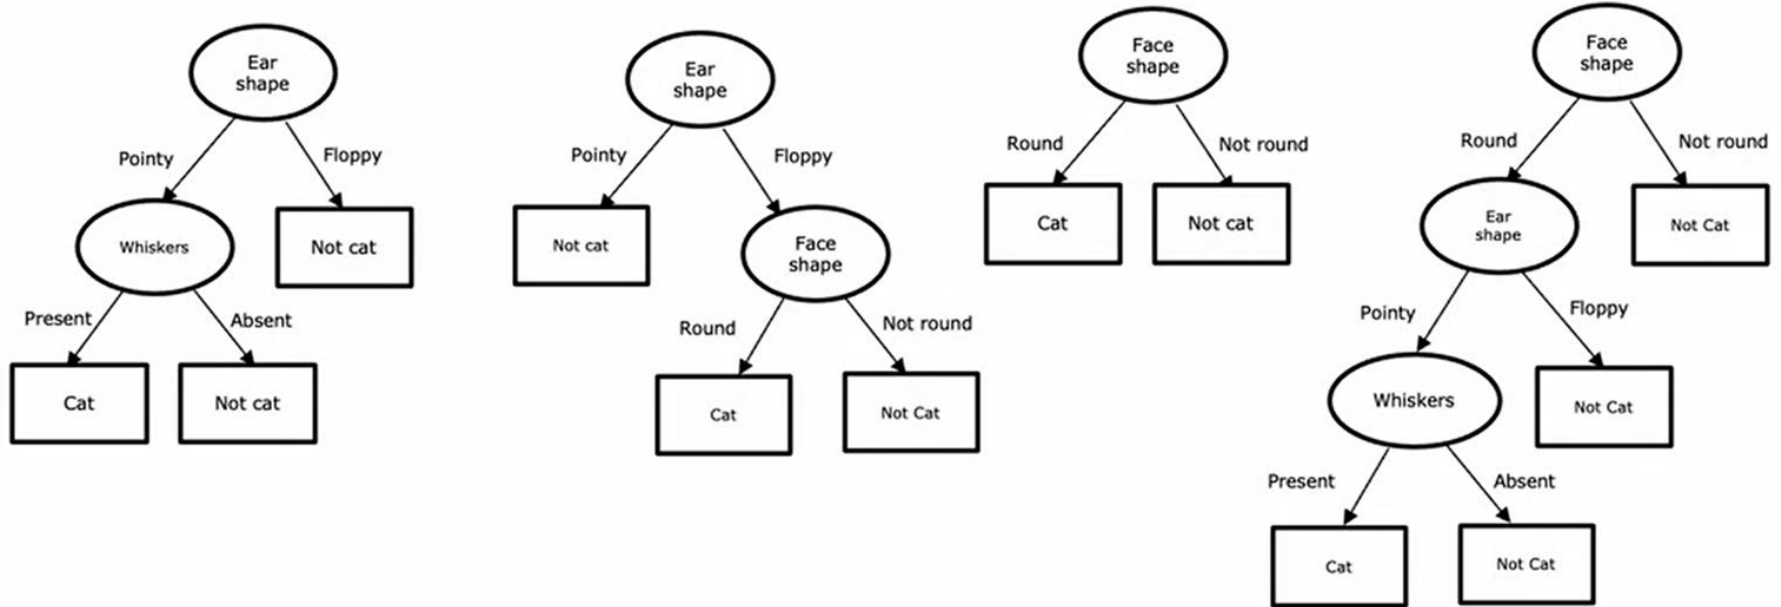 Ear
shape
Pointy
Floppy
Whiskers
Not cat
Present
Absent
Cat
Not cat
Ear
shape
Pointy
Floppy
Not cat
Face
shape
Round
Not round
Cat
Not Cat
Face
shape
Round
Not round
Cat
Not cat
Face
shape
Round
Not round
Ear
shape
Not Cat
Pointy
Floppy
Whiskers
Not Cat
Present
Absent
Cat
Not Cat